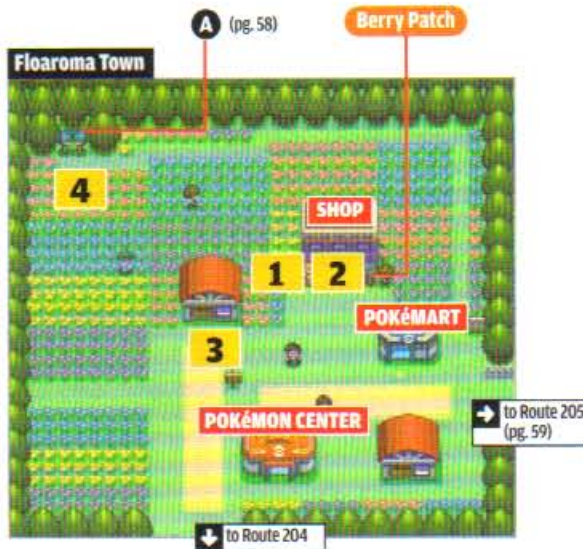 A (pg. 58)
Berry Patch
Floaroma Town
4
SHOP
1
2
POKéMART
3
POKéMON CENTER
to Route 205
(pg. 59)
to Route 204